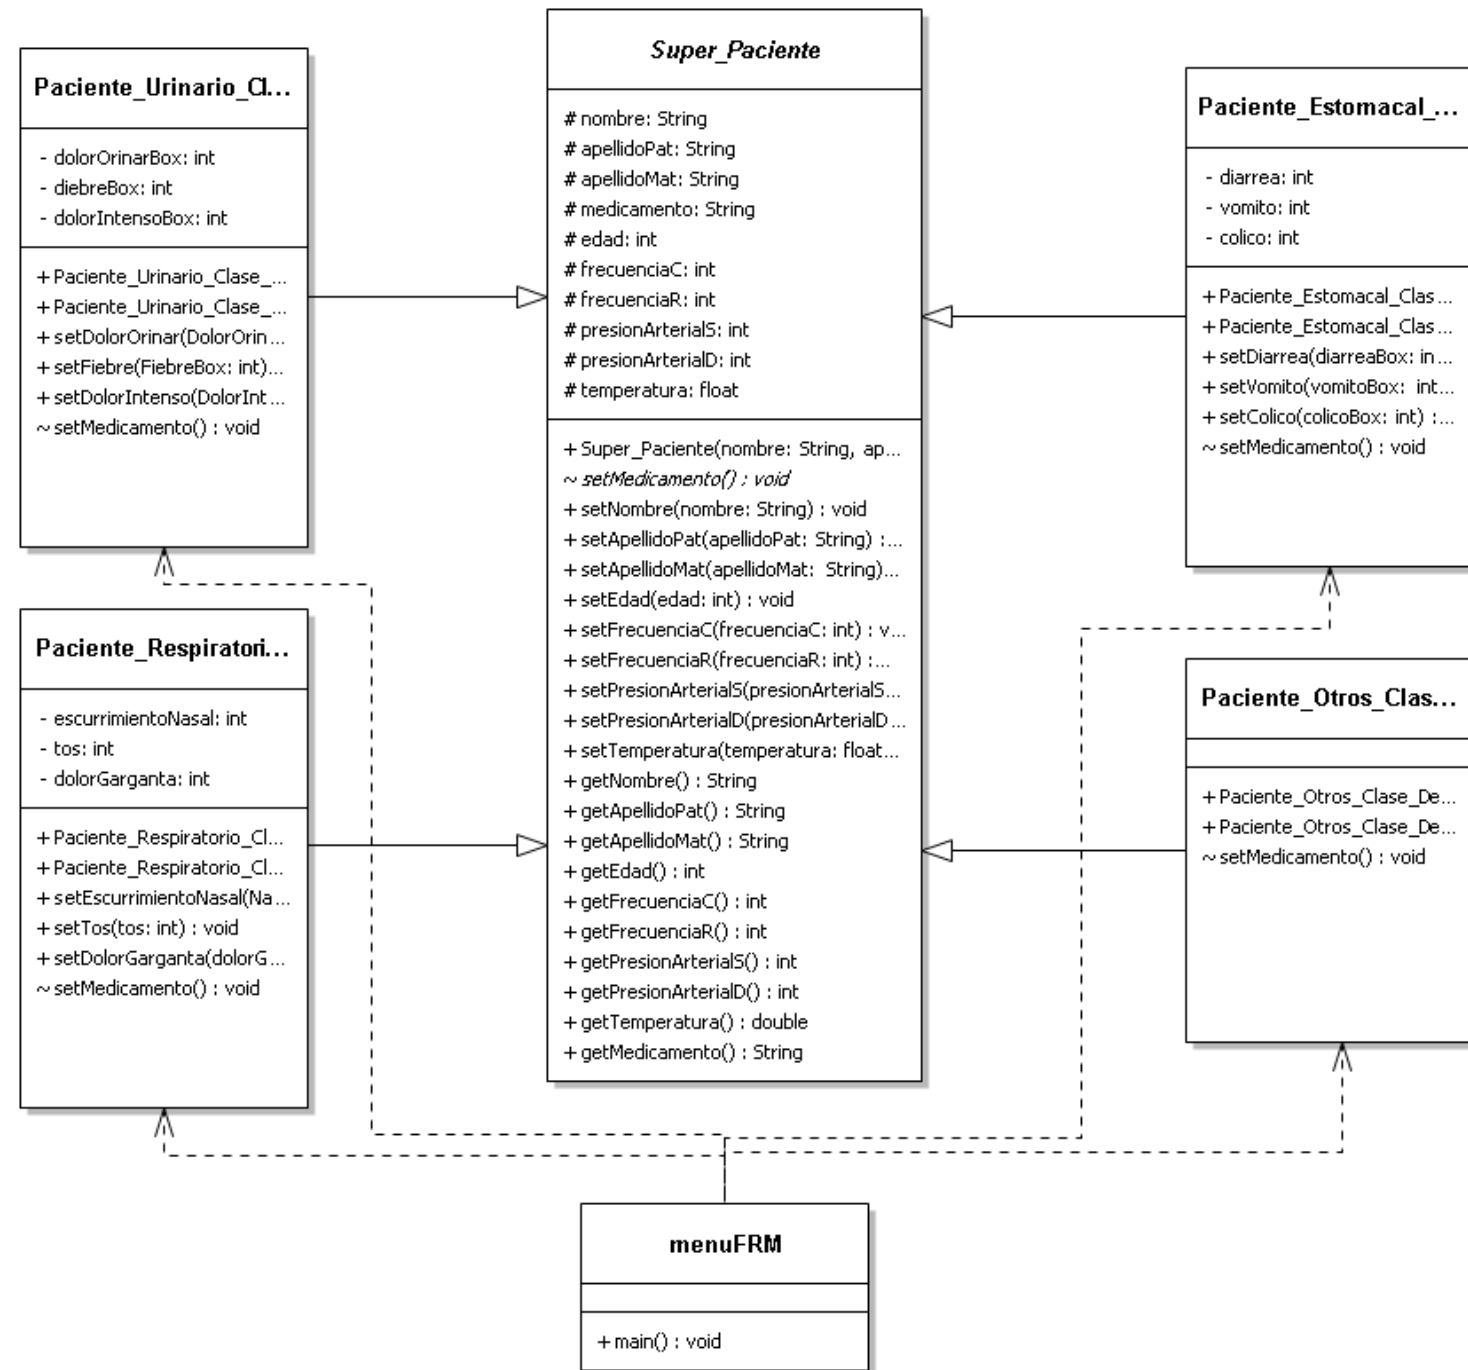 Super_Paciente
# nombre: String
# apellidoPat: String
# apellidoMat: String
# medicamento: String
# edad: int
# frecuenciaC: int
# frecuenciaR: int
# presionArterialS: int
# presionArterialD: int
# temperatura: float
+ Super_Paciente(nombre: String, ap...
~ setMedicamento() : void
+ setNombre(nombre: String) : void
+ setApellidoPat(apellidoPat: String) :...
+ setApellidoMat(apellidoMat: String)...
+ setEdad(edad: int) : void
+ setFrecuenciaC(frecuenciaC: int) : v...
+ setFrecuenciaR(frecuenciaR: int) :...
+ setPresionArterialS(presionArterialS...
+ setPresionArterialD(presionArterialD...
+ setTemperatura(temperatura: float...
+ getNombre() : String
+ getApellidoPat() : String
+ getApellidoMat() : String
+ getEdad() : int
+ getFrecuenciaC() : int
+ getFrecuenciaR() : int
+ getPresionArterialS() : int
+ getPresionArterialD() : int
+ getTemperatura() : double
+ getMedicamento() : String
Paciente_Urinario_Cl...
- dolorOrinarBox: int
- diebreBox: int
- dolorIntensoBox: int
+ Paciente_Urinario_Clase_...
+ Paciente_Urinario_Clase_...
+ setDolorOrinar(DolorOrin...
+ setFiebre(FiebreBox: int)...
+ setDolorIntenso(DolorInt...
~ setMedicamento() : void
Paciente_Estomacal_...
- diarrea: int
- vomito: int
- colico: int
+ Paciente_Estomacal_Clas...
+ Paciente_Estomacal_Clas...
+ setDiarrea(diarreaBox: in...
+ setVomito(vomitoBox: int...
+ setColico(colicoBox: int) :...
~ setMedicamento() : void
Paciente_Respiratori...
- escurrimientoNasal: int
- tos: int
- dolorGarganta: int
+ Paciente_Respiratorio_Cl...
+ Paciente_Respiratorio_Cl...
+ setEscurrimientoNasal(Na...
+ setTos(tos: int) : void
+ setDolorGarganta(dolorG...
~ setMedicamento() : void
Paciente_Otros_Clas...
+ Paciente_Otros_Clase_De...
+ Paciente_Otros_Clase_De...
~ setMedicamento() : void
menuFRM
+ main() : void